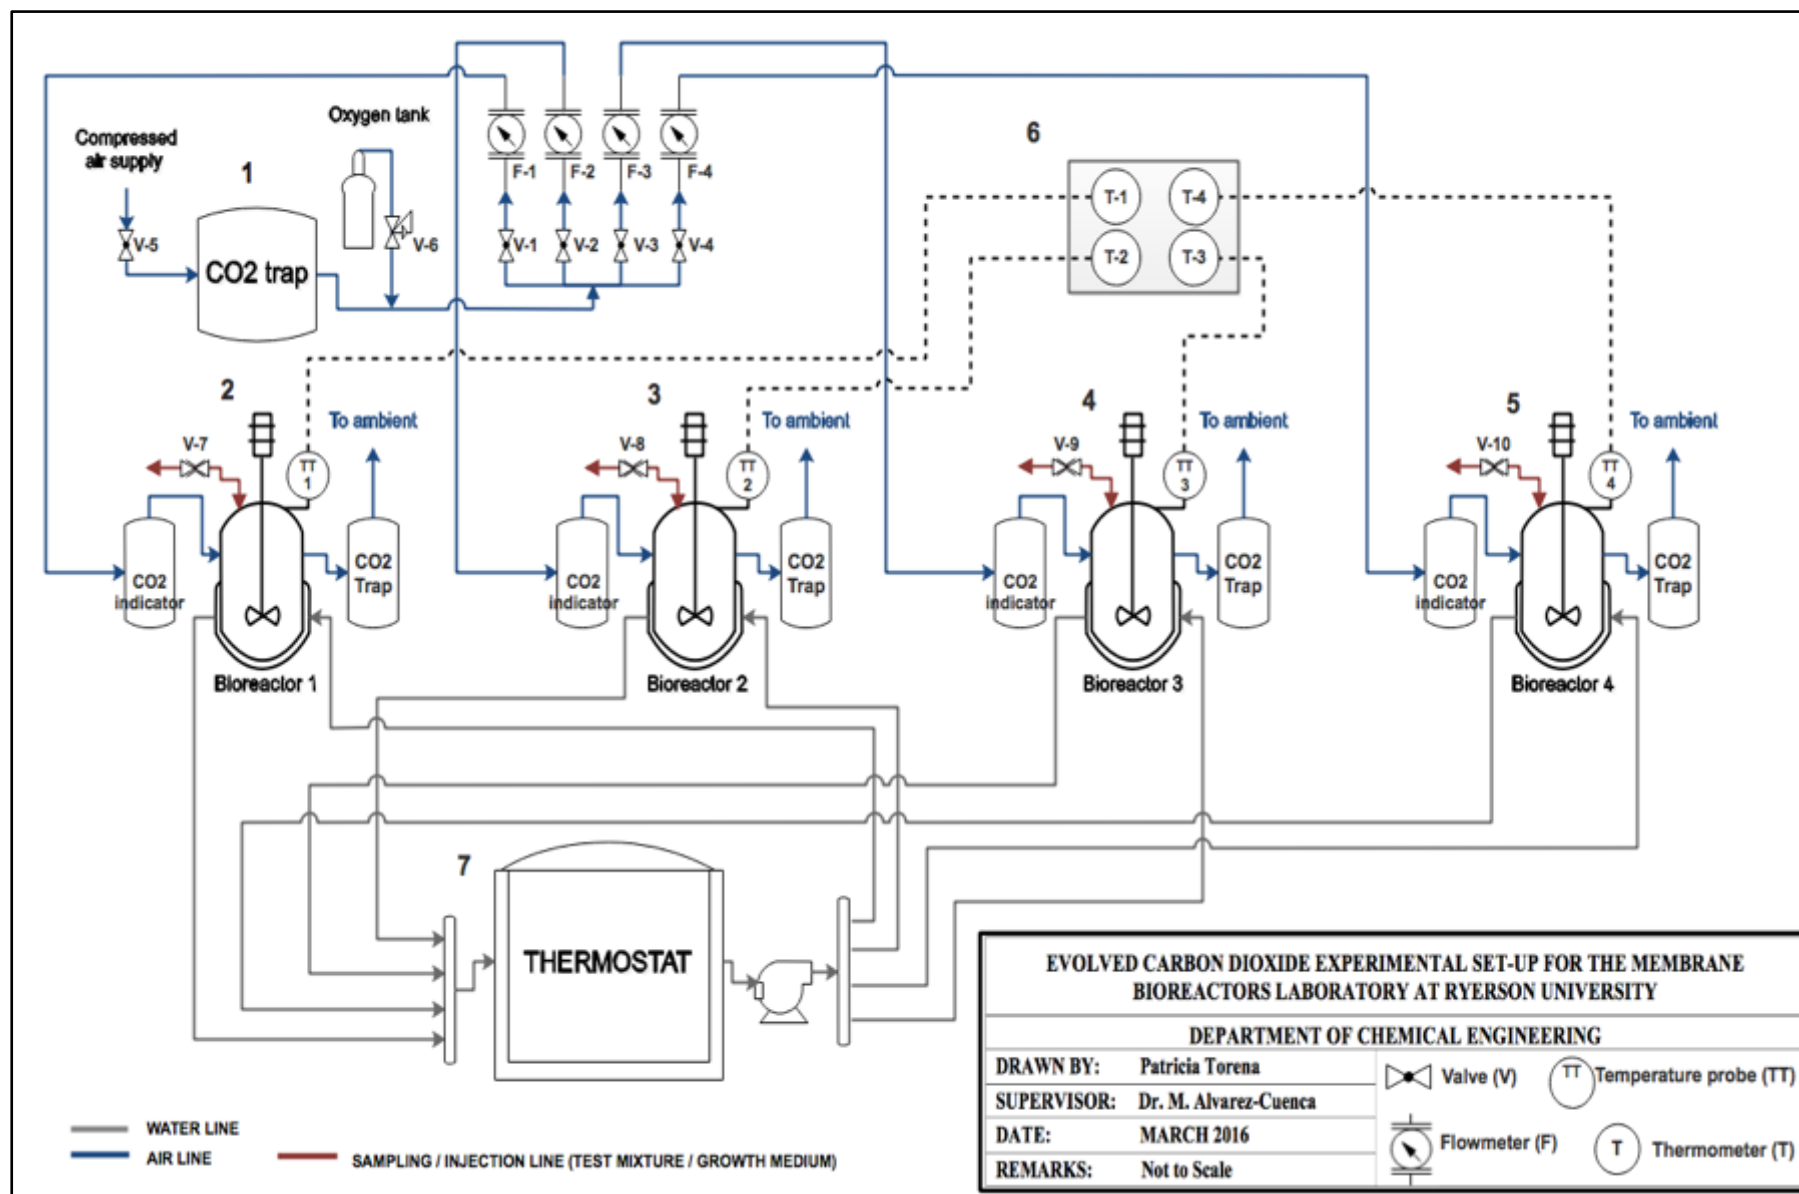 Compressed
air supply
1
Oxygen tank
V-5
CO2 trap
V-6
F-1
F-2
F-3
F-4
V-1
V-2
V-3
V-4
6
T-1
T-4
T-2
T-3
2
V-7
TT
1
To ambient
CO2
indicator
CO2
Trap
Bioreactor 1
3
V-8
TT
2
To ambient
CO2
indicator
CO2
Trap
Bioreactor 2
4
V-9
TT
3
To ambient
CO2
indicator
CO2
Trap
Bioreactor 3
5
V-10
TT
4
To ambient
CO2
indicator
CO2
Trap
Bioreactor 4
7
THERMOSTAT
WATER LINE
AIR LINE
SAMPLING / INJECTION LINE (TEST MIXTURE / GROWTH MEDIUM)
EVOLVED CARBON DIOXIDE EXPERIMENTAL SET-UP FOR THE MEMBRANE
BIOREACTORS LABORATORY AT RYERSON UNIVERSITY
DEPARTMENT OF CHEMICAL ENGINEERING
DRAWN BY: Patricia Torena
SUPERVISOR: Dr. M. Alvarez-Cuenca
DATE: MARCH 2016
REMARKS: Not to Scale
Valve (V)
TT Temperature probe (TT)
Flowmeter (F)
T Thermometer (T)